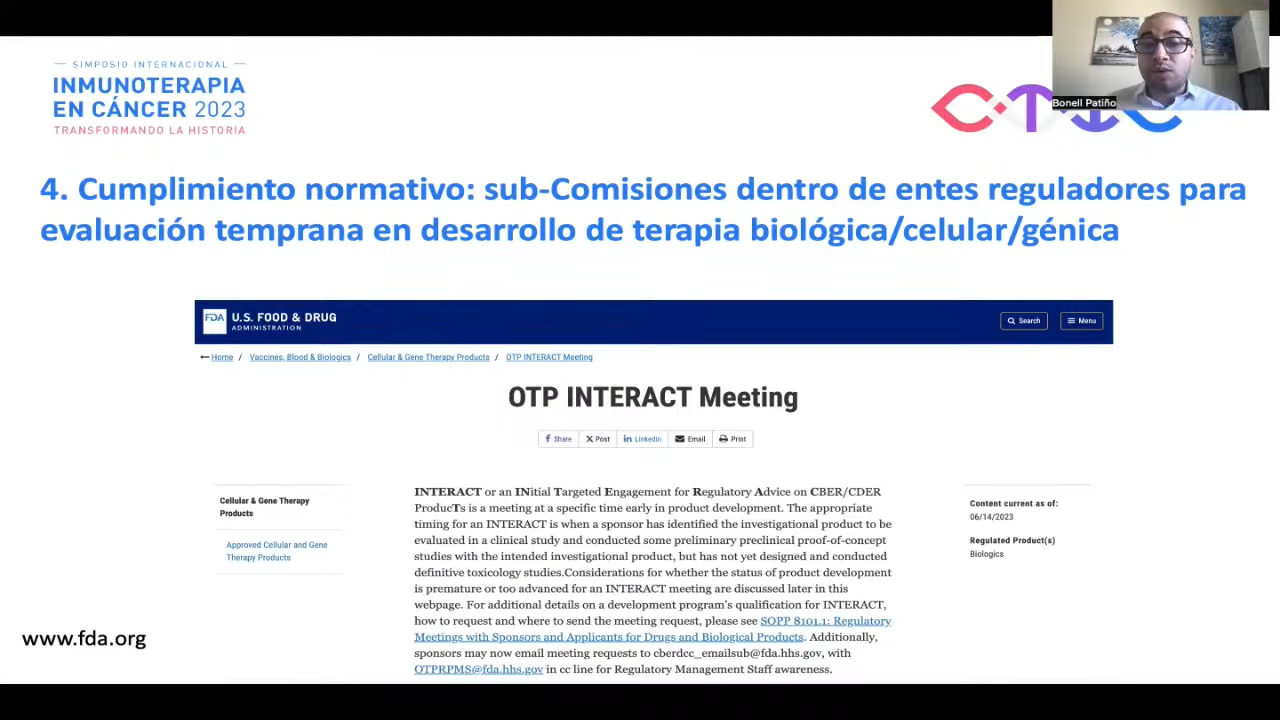 SIMPOSIO INTERNACIONAL
INMUNOTERAPIA
EN CÁNCER 2023
TRANSFORMANDO LA HISTORIA
CTIC
Bonell Patiño
4. Cumplimiento normativo: sub-Comisiones dentro de entes reguladores para
evaluación temprana en desarrollo de terapia biológica/celular/génica
FDA U.S. FOOD & DRUG
ADMINISTRATION
Search
Menu
Home / Vaccines, Blood & Biologics / Cellular & Gene Therapy Products / OTP INTERACT Meeting
OTP INTERACT Meeting
Share Post Linkedin Email Print
Cellular & Gene Therapy
Products
Approved Cellular and Gene
Therapy Products
INTERACT or an INitial Targeted Engagement for Regulatory Advice on CBER/CDER
ProducTs is a meeting at a specific time early in product development. The appropriate
timing for an INTERACT is when a sponsor has identified the investigational product to be
evaluated in a clinical study and conducted some preliminary preclinical proof-of-concept
studies with the intended investigational product, but has not yet designed and conducted
definitive toxicology studies.Considerations for whether the status of product development
is premature or too advanced for an INTERACT meeting are discussed later in this
webpage. For additional details on a development program's qualification for INTERACT,
how to request and where to send the meeting request, please see SOPP 8101.1: Regulatory
Meetings with Sponsors and Applicants for Drugs and Biological Products. Additionally,
sponsors may now email meeting requests to cberdcc_emailsub@fda.hhs.gov, with
OTPRPMS@fda.hhs.gov in cc line for Regulatory Management Staff awareness.
Content current as of:
06/14/2023
Regulated Product(s)
Biologics
www.fda.org